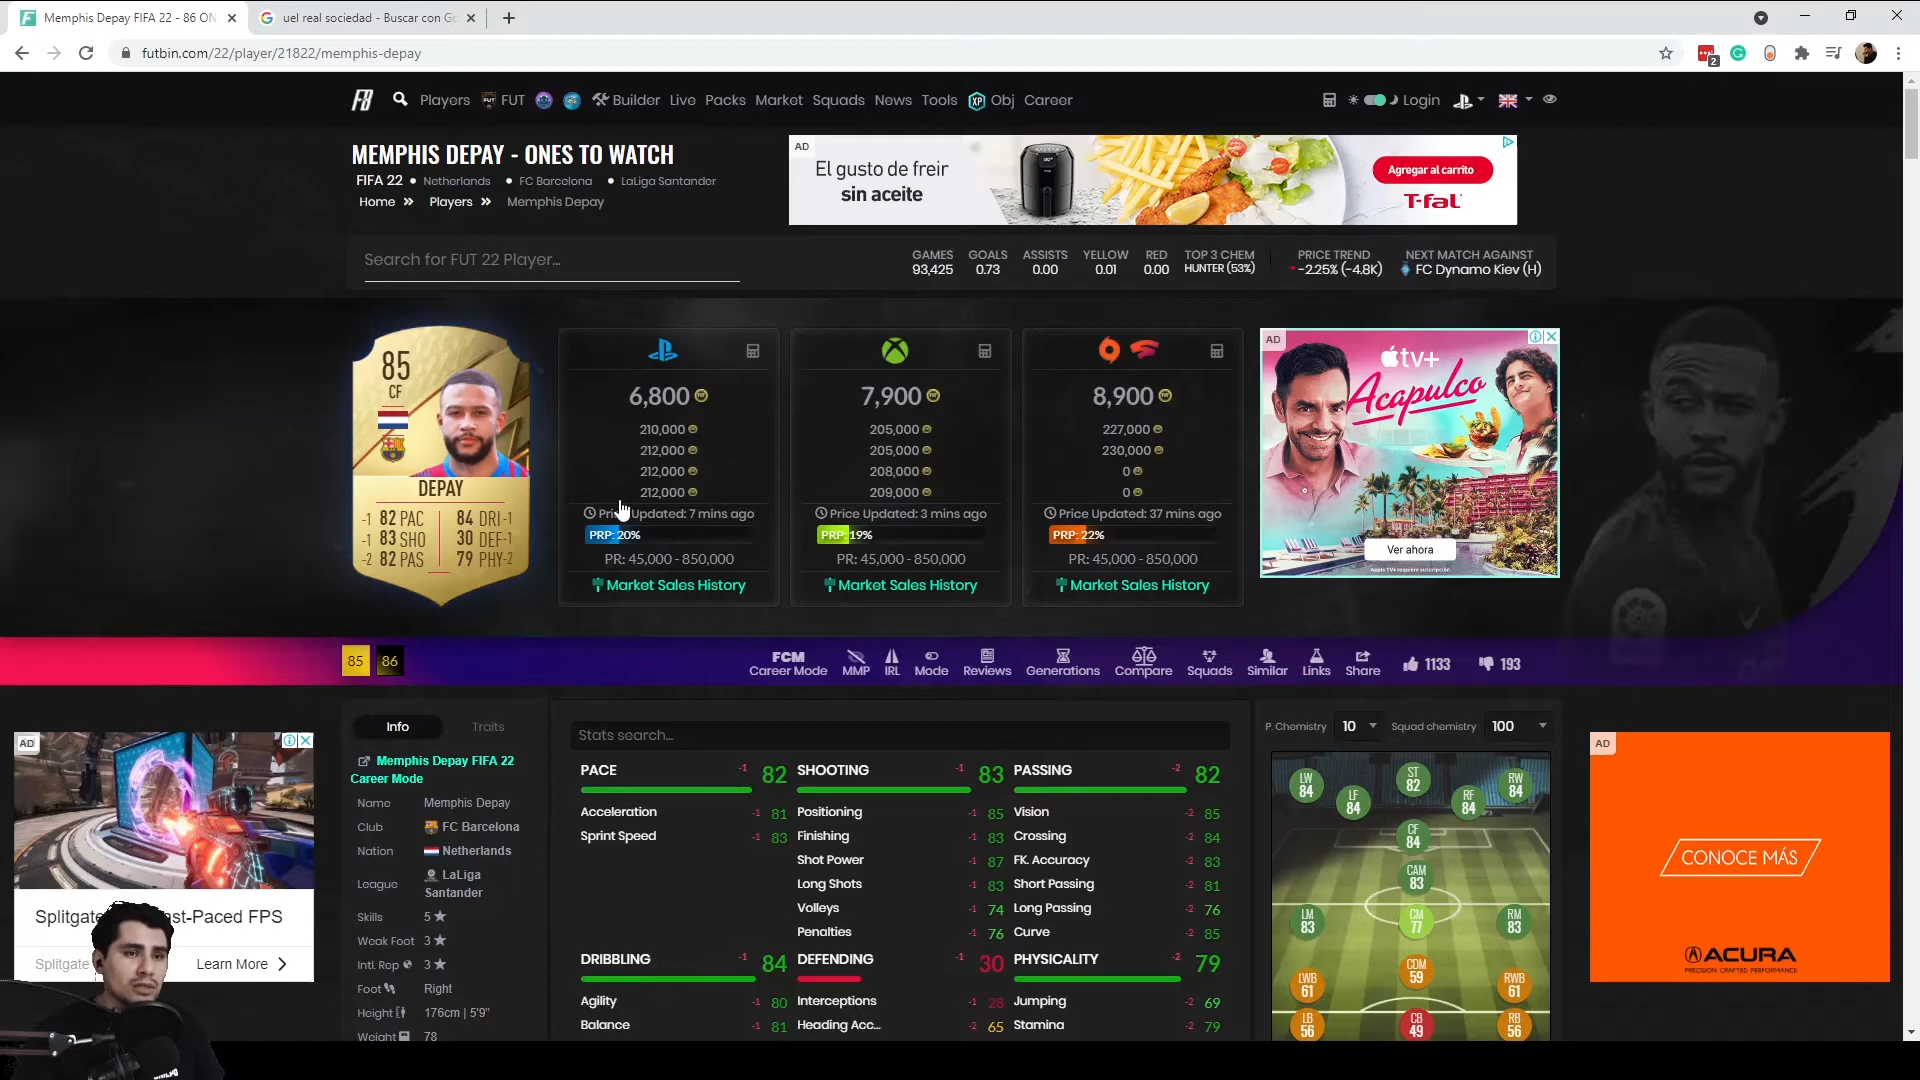 Memphis Depay FIFA 22 - 86 ON
uel real sociedad - Buscar con Go
futbin.com/22/player/21822/memphis-depay
2
Players FUT Builder Live Packs Market Squads News Tools XP Obj Career
Login
MEMPHIS DEPAY - ONES TO WATCH
FIFA 22 • Netherlands • FC Barcelona • LaLiga Santander
Home » Players » Memphis Depay
AD
El gusto de freir
sin aceite
Agregar al carrito
T-fal
Search for FUT 22 Player...
GAMES GOALS ASSISTS YELLOW RED TOP 3 CHEM PRICE TREND NEXT MATCH AGAINST
93,425 0.73 0.00 0.01 0.00 HUNTER (53%) -2.25% (-4.8K) FC Dynamo Kiev (H)
85
CF
DEPAY
-1 82 PAC 84 DRI -1
-1 83 SHO 30 DEF -1
-2 82 PAS 79 PHY -2
6,800
210,000
212,000
212,000
212,000
Updated: 7 mins ago
PRP: 20%
PR: 45,000 - 850,000
Market Sales History
7,900
205,000
205,000
208,000
209,000
Price Updated: 3 mins ago
PRP: 19%
PR: 45,000 - 850,000
Market Sales History
8,900
227,000
230,000
0
0
Price Updated: 37 mins ago
PRP: 22%
PR: 45,000 - 850,000
Market Sales History
AD
tv+
Acapulco
Ver ahora
85 86
FCM
Career Mode MMP IRL Mode Reviews Generations Compare Squads Similar Links Share 1133 193
AD
Splitgate
st-Paced FPS
Splitgate
Learn More
Info Traits
Memphis Depay FIFA 22
Career Mode
Name Memphis Depay
Club FC Barcelona
Nation Netherlands
League LaLiga
Santander
Skills 5
Weak Foot 3
Intl. Rep 3
Foot Right
Height 176cm | 5'9"
Weight 78
Stats search...
PACE -1 82
Acceleration -1 81
Sprint Speed -1 83
SHOOTING -1 83
Positioning -1 85
Finishing -1 83
Shot Power -1 87
Long Shots -1 83
Volleys -1 74
Penalties -1 76
PASSING -2 82
Vision -2 85
Crossing -2 84
FK. Accuracy -2 83
Short Passing -2 81
Long Passing -2 76
Curve -2 85
DRIBBLING -1 84
Agility -1 80
Balance -1 81
DEFENDING -1 30
Interceptions -1 28
Heading Acc... -2 65
PHYSICALITY -2 79
Jumping -2 69
Stamina -2 79
P. Chemistry 10 Squad chemistry 100
LW 84
ST 82
RW 84
LF 84
RF 84
CF 84
CAM 83
LM 83
CM 77
RM 83
CDM 59
LWB 61
RWB 61
LB 56
CB 49
RB 56
AD
CONOCE MÁS
ACURA
PRECISION CRAFTED PERFORMANCE